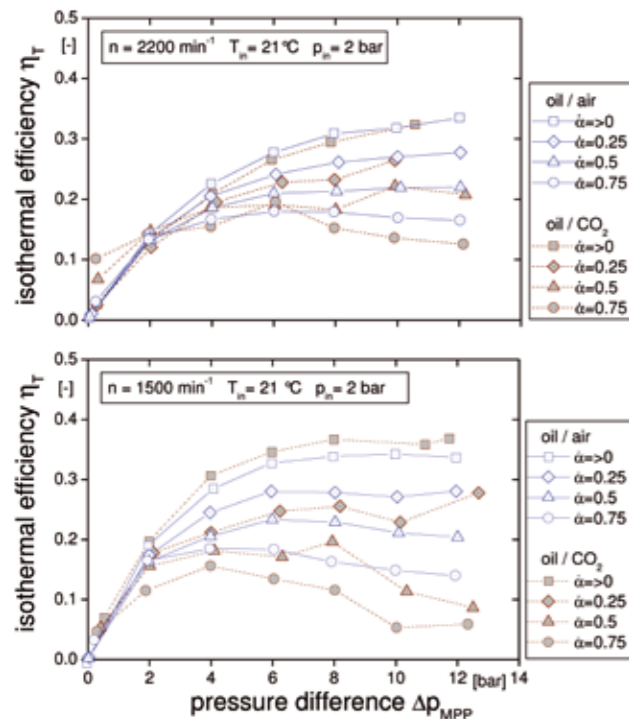 0.5
[-]
n = 2200 min⁻¹ T_in = 21°C p_in = 2 bar
0.4
0.3
0.2
0.1
0.0
isothermal efficiency η_T
oil / air
α̇=>0
α̇=0.25
α̇=0.5
α̇=0.75
oil / CO₂
α̇=>0
α̇=0.25
α̇=0.5
α̇=0.75
0.5
[-]
n = 1500 min⁻¹ T_in = 21 °C p_in = 2 bar
0.4
0.3
0.2
0.1
0.0
isothermal efficiency η_T
oil / air
α̇=>0
α̇=0.25
α̇=0.5
α̇=0.75
oil / CO₂
α̇=>0
α̇=0.25
α̇=0.5
α̇=0.75
0 2 4 6 8 10 12 [bar] 14
pressure difference Δp_MPP